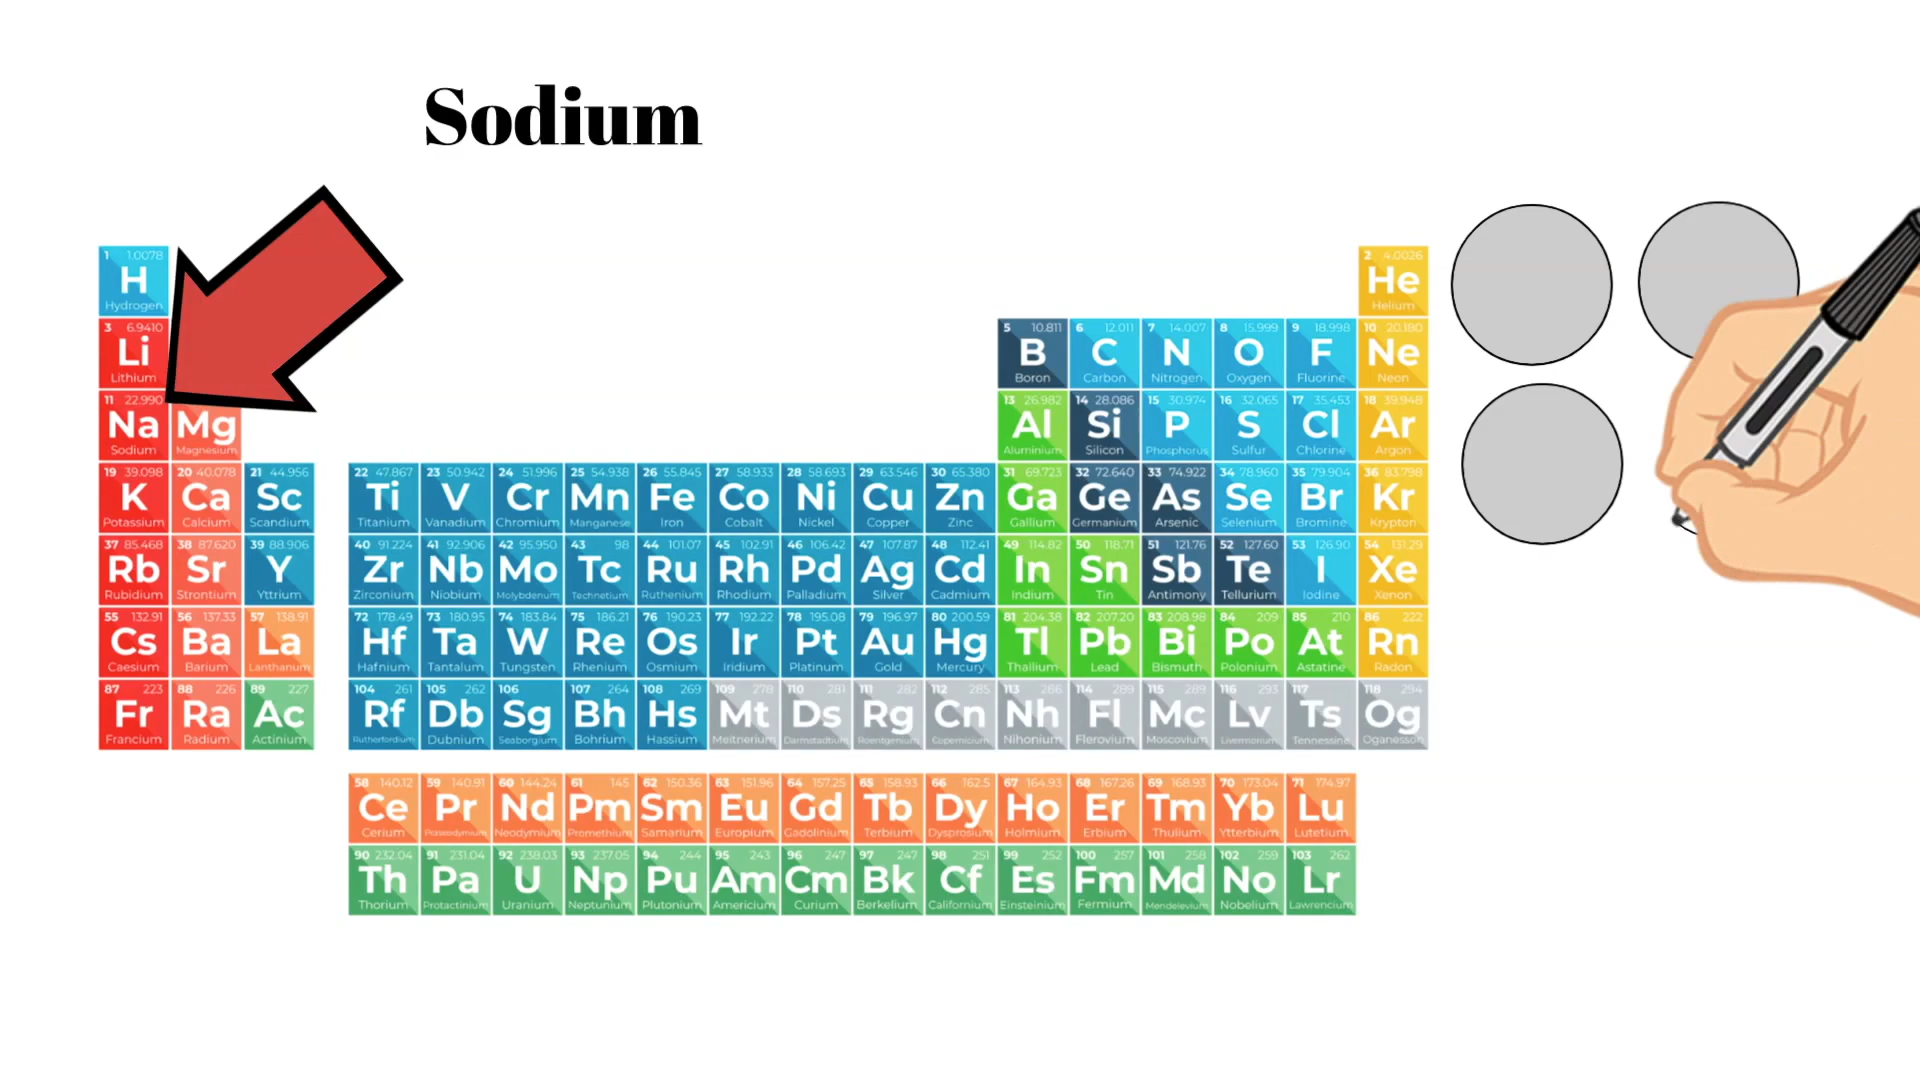 Sodium
1 1.0078 2 4.0026
H He
Hydrogen Helium
3 6.9410 5 10.811 6 12.011 7 14.007 8 15.999 9 18.998 10 20.180
Li B C N O F Ne
Lithium Boron Carbon Nitrogen Oxygen Fluorine Neon
11 22.990 13 26.982 14 28.086 15 30.974 16 32.065 17 35.453 18 39.948
Na Mg Al Si P S Cl Ar
Sodium Magnesium Aluminium Silicon Phosphorus Sulfur Chlorine Argon
19 39.098 20 40.078 21 44.956 22 47.867 23 50.942 24 51.996 25 54.938 26 55.845 27 58.933 28 58.693 29 63.546 30 65.380 31 69.723 32 72.640 33 74.922 34 78.960 35 79.904 36 83.798
K Ca Sc Ti V Cr Mn Fe Co Ni Cu Zn Ga Ge As Se Br Kr
Potassium Calcium Scandium Titanium Vanadium Chromium Manganese Iron Cobalt Nickel Copper Zinc Gallium Germanium Arsenic Selenium Bromine Krypton
37 85.468 38 87.620 39 88.906 40 91.224 41 92.906 42 95.950 43 98 44 101.07 45 102.91 46 106.42 47 107.87 48 112.41 49 114.82 50 118.71 51 121.76 52 127.60 53 126.90 54 131.29
Rb Sr Y Zr Nb Mo Tc Ru Rh Pd Ag Cd In Sn Sb Te I Xe
Rubidium Strontium Yttrium Zirconium Niobium Molybdenum Technetium Ruthenium Rhodium Palladium Silver Cadmium Indium Tin Antimony Tellurium Iodine Xenon
55 132.91 56 137.33 57 138.91 72 178.49 73 180.95 74 183.84 75 186.21 76 190.23 77 192.22 78 195.08 79 196.97 80 200.59 81 204.38 82 207.20 83 208.98 84 209 85 210 86 222
Cs Ba La Hf Ta W Re Os Ir Pt Au Hg Tl Pb Bi Po At Rn
Caesium Barium Lanthanum Hafnium Tantalum Tungsten Rhenium Osmium Iridium Platinum Gold Mercury Thallium Lead Bismuth Polonium Astatine Radon
87 223 88 226 89 227 104 261 105 262 106 107 264 108 269 109 278 110 281 111 282 112 285 113 286 114 289 115 289 116 293 117 118 294
Fr Ra Ac Rf Db Sg Bh Hs Mt Ds Rg Cn Nh Fl Mc Lv Ts Og
Francium Radium Actinium Rutherfordium Dubnium Seaborgium Bohrium Hassium Meitnerium Darmstadtium Roentgenium Copernicium Nihonium Flerovium Moscovium Livermorium Tennessine Oganesson
58 140.12 59 140.91 60 144.24 61 145 62 150.36 63 151.96 64 157.25 65 158.93 66 162.5 67 164.93 68 167.26 69 168.93 70 173.04 71 174.97
Ce Pr Nd Pm Sm Eu Gd Tb Dy Ho Er Tm Yb Lu
Cerium Praseodymium Neodymium Promethium Samarium Europium Gadolinium Terbium Dysprosium Holmium Erbium Thulium Ytterbium Lutetium
90 232.04 91 231.04 92 238.03 93 237.05 94 244 95 243 96 247 97 247 98 251 99 252 100 257 101 258 102 259 103 262
Th Pa U Np Pu Am Cm Bk Cf Es Fm Md No Lr
Thorium Protactinium Uranium Neptunium Plutonium Americium Curium Berkelium Californium Einsteinium Fermium Mendelevium Nobelium Lawrencium